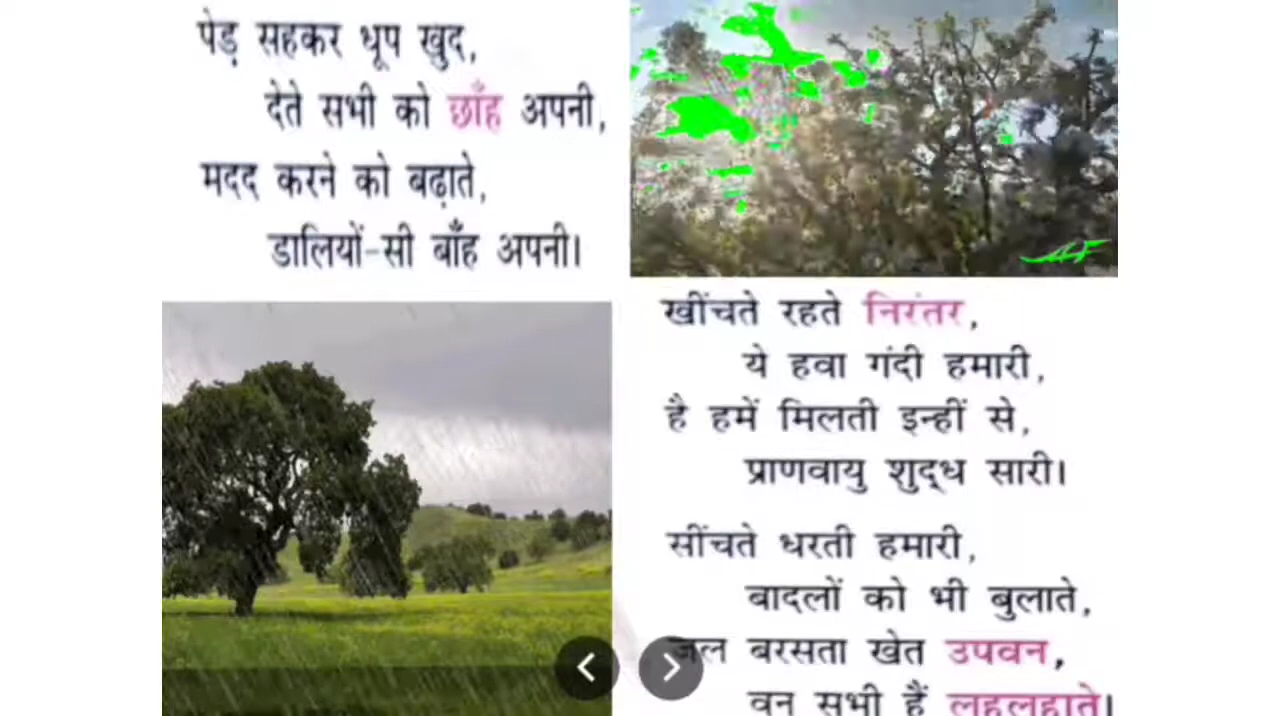 पेड़ सहकर धूप खुद,
देते सभी को छाँह अपनी,
मदद करने को बढ़ाते,
डालियों-सी बाँह अपनी।
खींचते रहते निरंतर,
ये हवा गंदी हमारी,
है हमें मिलती इन्हीं से,
प्राणवायु शुद्ध सारी।
सींचते धरती हमारी,
बादलों को भी बुलाते,
जल बरसता खेत उपवन,
वन सभी हैं लहलहाते।